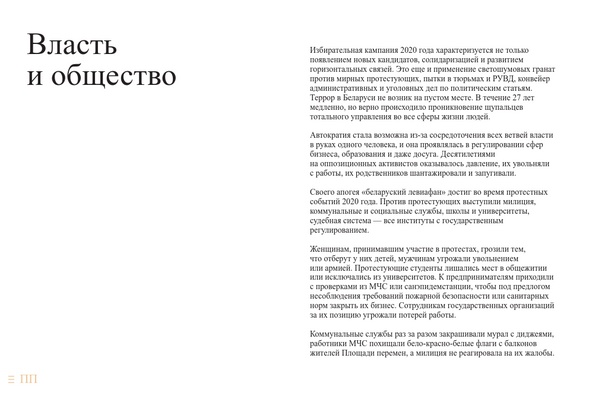 Власть
и общество
Избирательная кампания 2020 года характеризуется не только
появлением новых кандидатов, солидаризацией и развитием
горизонтальных связей. Это еще и применение светошумовых гранат
против мирных протестующих, пытки в тюрьмах и РУВД, конвейер
административных и уголовных дел по политическим статьям.
Террор в Беларуси не возник на пустом месте. В течение 27 лет
медленно, но верно происходило проникновение щупальцев
тотального управления во все сферы жизни людей.
Автократия стала возможна из-за сосредоточения всех ветвей власти
в руках одного человека, и она проявлялась в регулировании сфер
бизнеса, образования и даже досуга. Десятилетиями
на оппозиционных активистов оказывалось давление, их увольняли
с работы, их родственников шантажировали и запугивали.
Своего апогея «беларуский левиафан» достиг во время протестных
событий 2020 года. Против протестующих выступили милиция,
коммунальные и социальные службы, школы и университеты,
судебная система — все институты с государственным
регулированием.
Женщинам, принимавшим участие в протестах, грозили тем,
что отберут у них детей, мужчинам угрожали увольнением
или армией. Протестующие студенты лишались мест в общежитии
или исключались из университетов. К предпринимателям приходили
с проверками из МЧС или санэпидемстанции, чтобы под предлогом
несоблюдения требований пожарной безопасности или санитарных
норм закрыть их бизнес. Сотрудникам государственных организаций
за их позицию угрожали потерей работы.
Коммунальные службы раз за разом закрашивали мурал с диджеями,
работники МЧС похищали бело-красно-белые флаги с балконов
жителей Площади перемен, а милиция не реагировала на их жалобы.
ПП